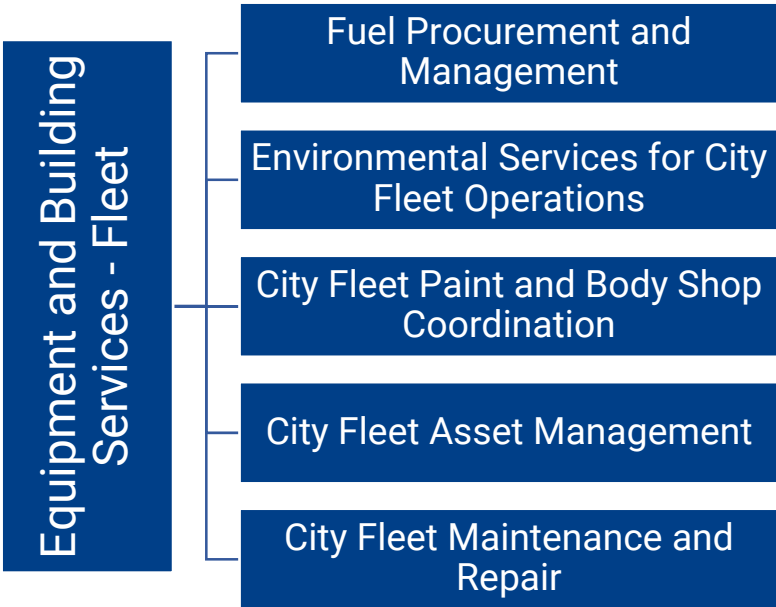 Equipment and Building
Services - Fleet
Fuel Procurement and
Management
Environmental Services for City
Fleet Operations
City Fleet Paint and Body Shop
Coordination
City Fleet Asset Management
City Fleet Maintenance and
Repair